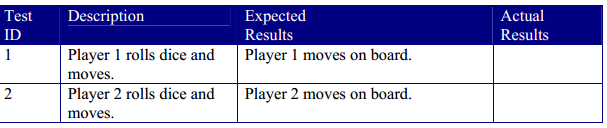 Test ID Description Expected Results Actual Results
1 Player 1 rolls dice and moves. Player 1 moves on board.
2 Player 2 rolls dice and moves. Player 2 moves on board.